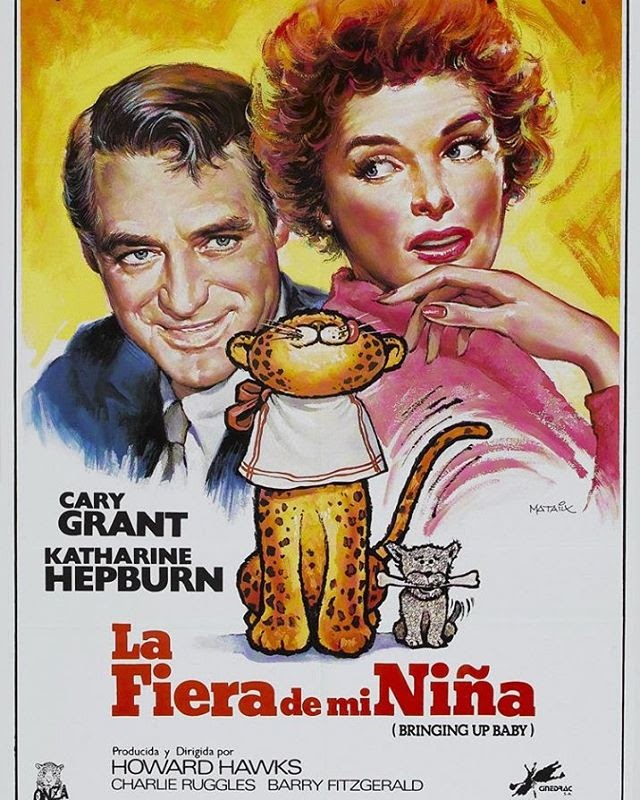 MATAIX
CARY
GRANT
KATHARINE
HEPBURN
La
Fiera de mi Niña
( BRINGING UP BABY )
Producida y Dirigida por
HOWARD HAWKS
CHARLIE RUGGLES BARRY FITZGERALD
ONZA
CINEDRAC
S.A.